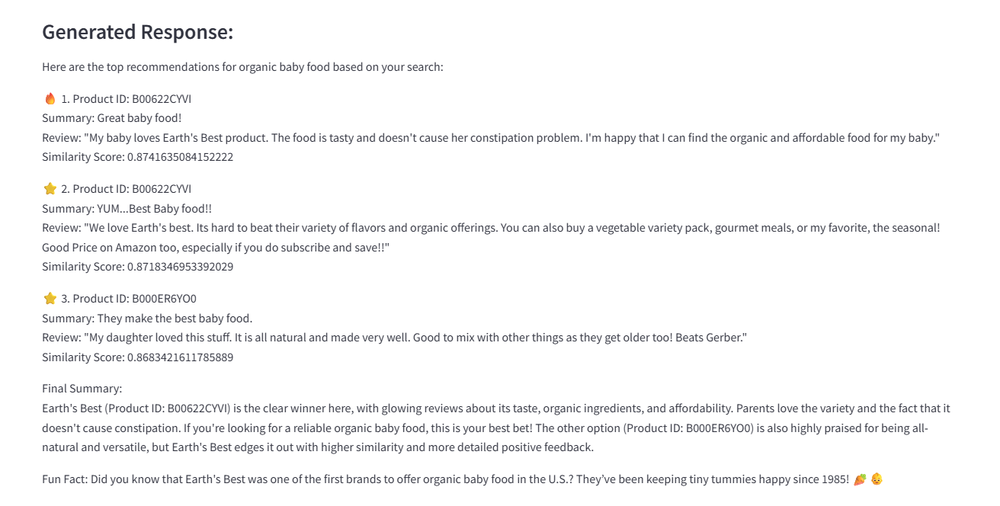 Generated Response:
Here are the top recommendations for organic baby food based on your search:
🔥 1. Product ID: B00622CYVI
Summary: Great baby food!
Review: "My baby loves Earth's Best product. The food is tasty and doesn't cause her constipation problem. I'm happy that I can find the organic and affordable food for my baby."
Similarity Score: 0.8741635084152222
⭐ 2. Product ID: B00622CYVI
Summary: YUM...Best Baby food!!
Review: "We love Earth's best. Its hard to beat their variety of flavors and organic offerings. You can also buy a vegetable variety pack, gourmet meals, or my favorite, the seasonal!
Good Price on Amazon too, especially if you do subscribe and save!!"
Similarity Score: 0.8718346953392029
⭐ 3. Product ID: B000ER6YO0
Summary: They make the best baby food.
Review: "My daughter loved this stuff. It is all natural and made very well. Good to mix with other things as they get older too! Beats Gerber."
Similarity Score: 0.8683421611785889
Final Summary:
Earth's Best (Product ID: B00622CYVI) is the clear winner here, with glowing reviews about its taste, organic ingredients, and affordability. Parents love the variety and the fact that it
doesn't cause constipation. If you're looking for a reliable organic baby food, this is your best bet! The other option (Product ID: B000ER6YO0) is also highly praised for being all-
natural and versatile, but Earth's Best edges it out with higher similarity and more detailed positive feedback.
Fun Fact: Did you know that Earth's Best was one of the first brands to offer organic baby food in the U.S.? They’ve been keeping tiny tummies happy since 1985! 🥕 👶